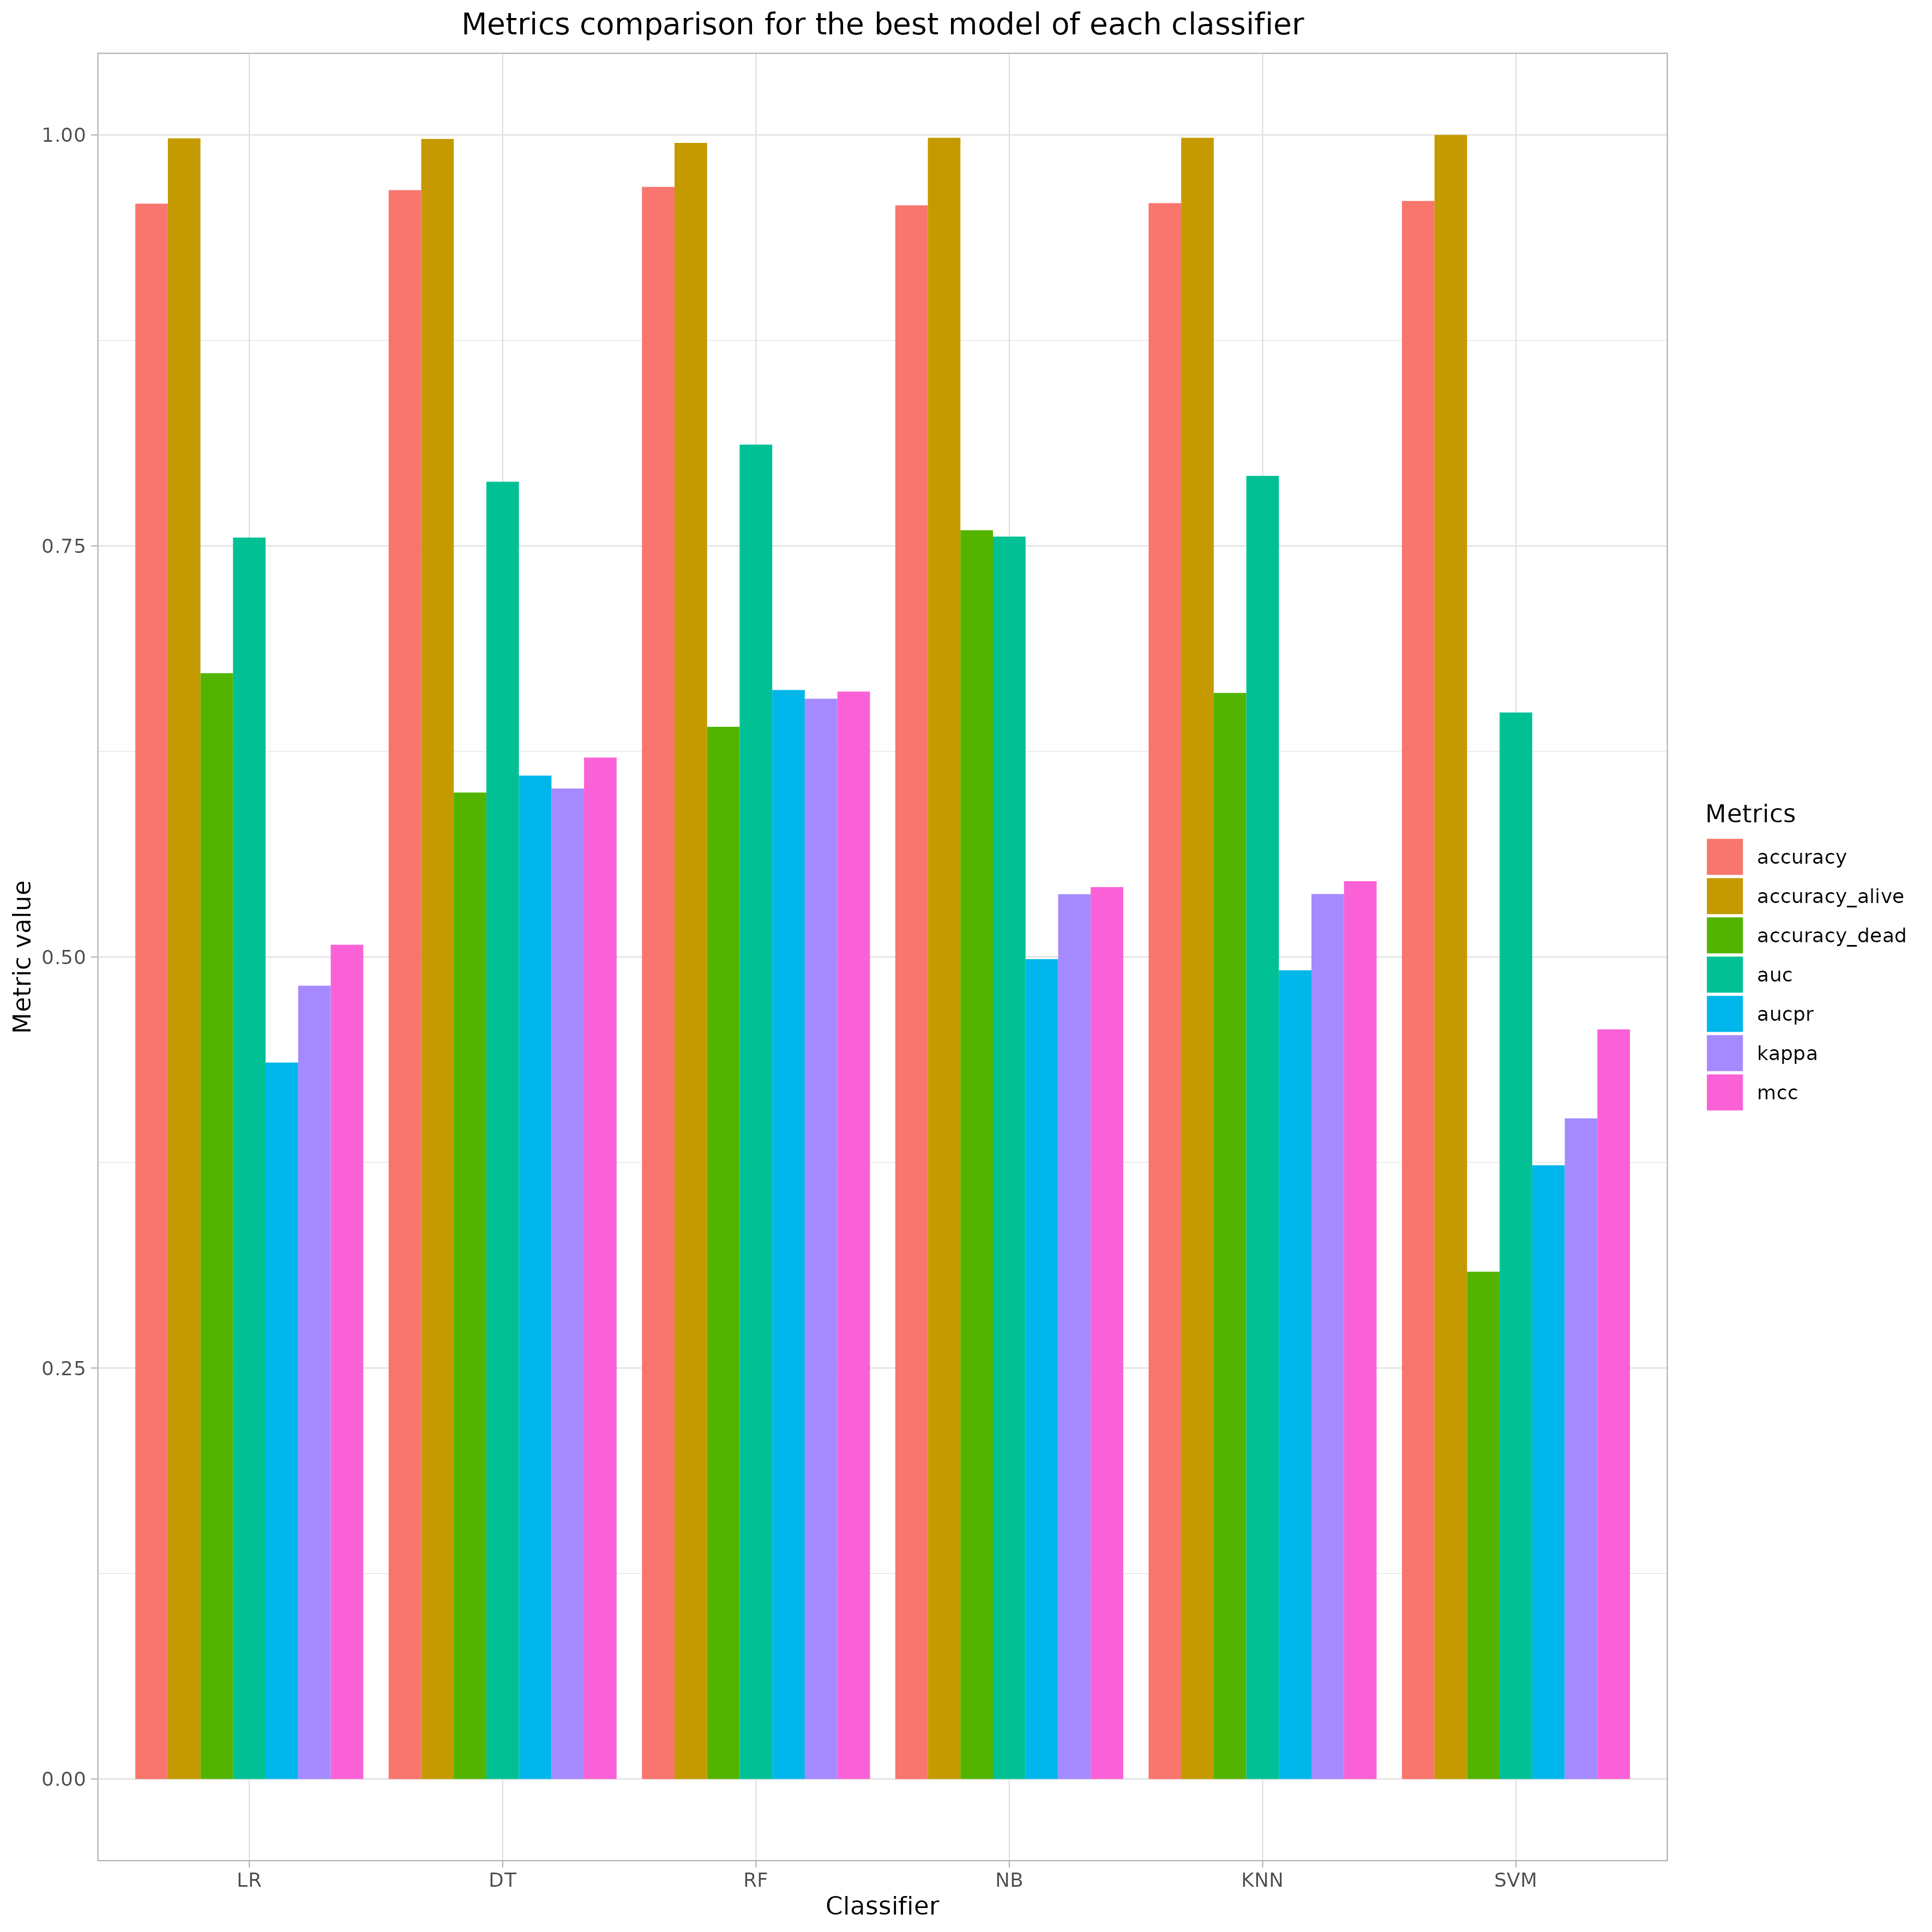 Metrics comparison for the best model of each classifier
1.00
0.75
0.50
0.25
0.00
Metric value
LR DT RF NB KNN SVM
Classifier
Metrics
accuracy
accuracy_alive
accuracy_dead
auc
aucpr
kappa
mcc